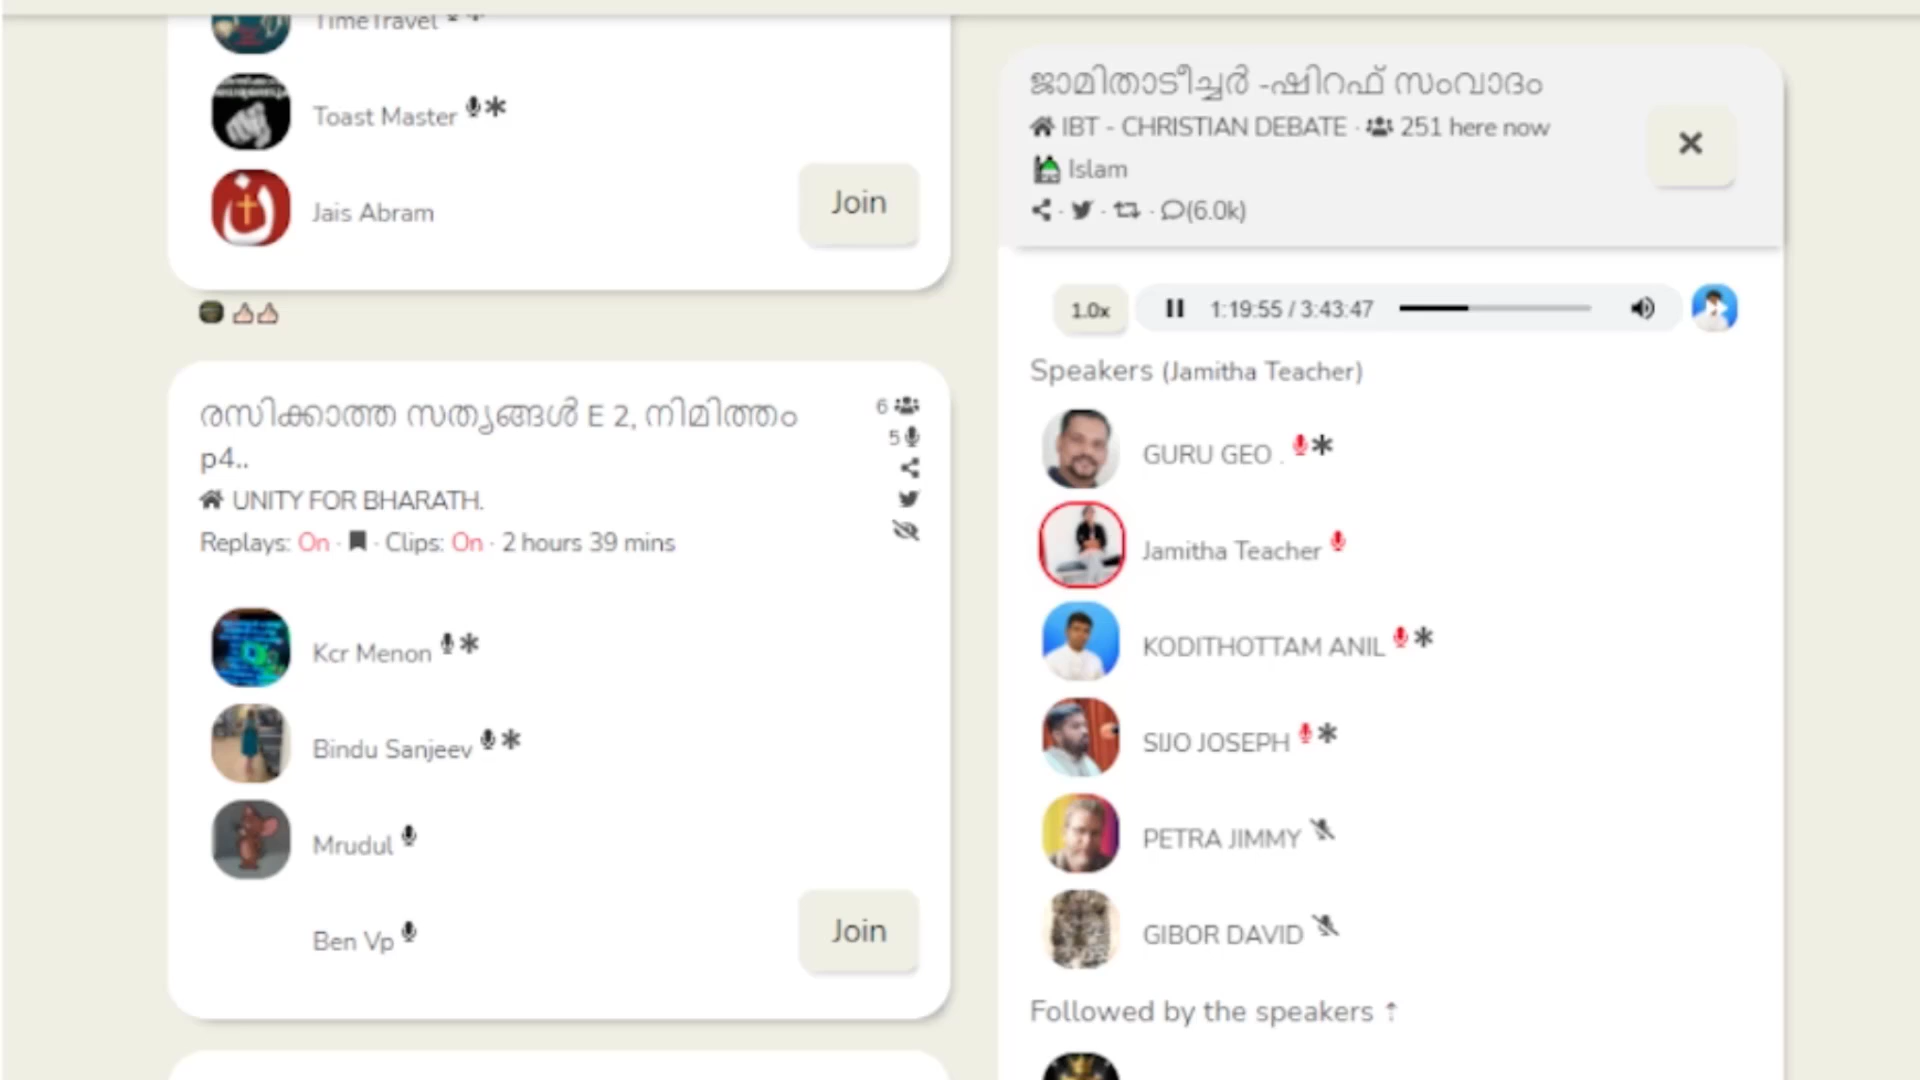 TimeTravel
Toast Master
Jais Abram
Join
രസിക്കാത്ത സത്യങ്ങൾ E 2, നിമിത്തം
p4..
6
5
UNITY FOR BHARATH.
Replays: On · Clips: On · 2 hours 39 mins
Kcr Menon
Bindu Sanjeev
Mrudul
Ben Vp
Join
ജാമിതാടീച്ചർ -ഷിറഫ് സംവാദം
IBT - CHRISTIAN DEBATE · 251 here now
Islam
(6.0k)
1.0x 1:19:55 / 3:43:47
Speakers (Jamitha Teacher)
GURU GEO .
Jamitha Teacher
KODITHOTTAM ANIL
SIJO JOSEPH
PETRA JIMMY
GIBOR DAVID
Followed by the speakers ↑